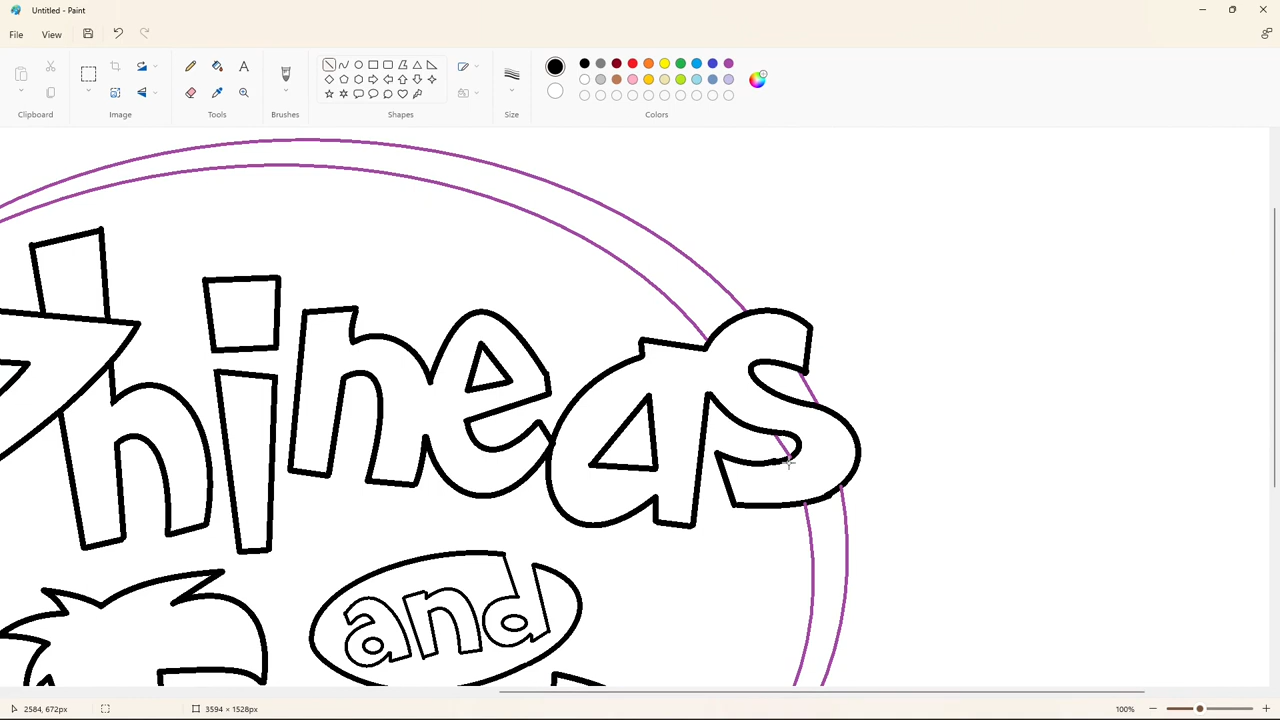 Untitled - Paint
File View
Clipboard Image Tools Brushes Shapes Size Colors
hineas
and
2584, 672px 3594 × 1528px 100%